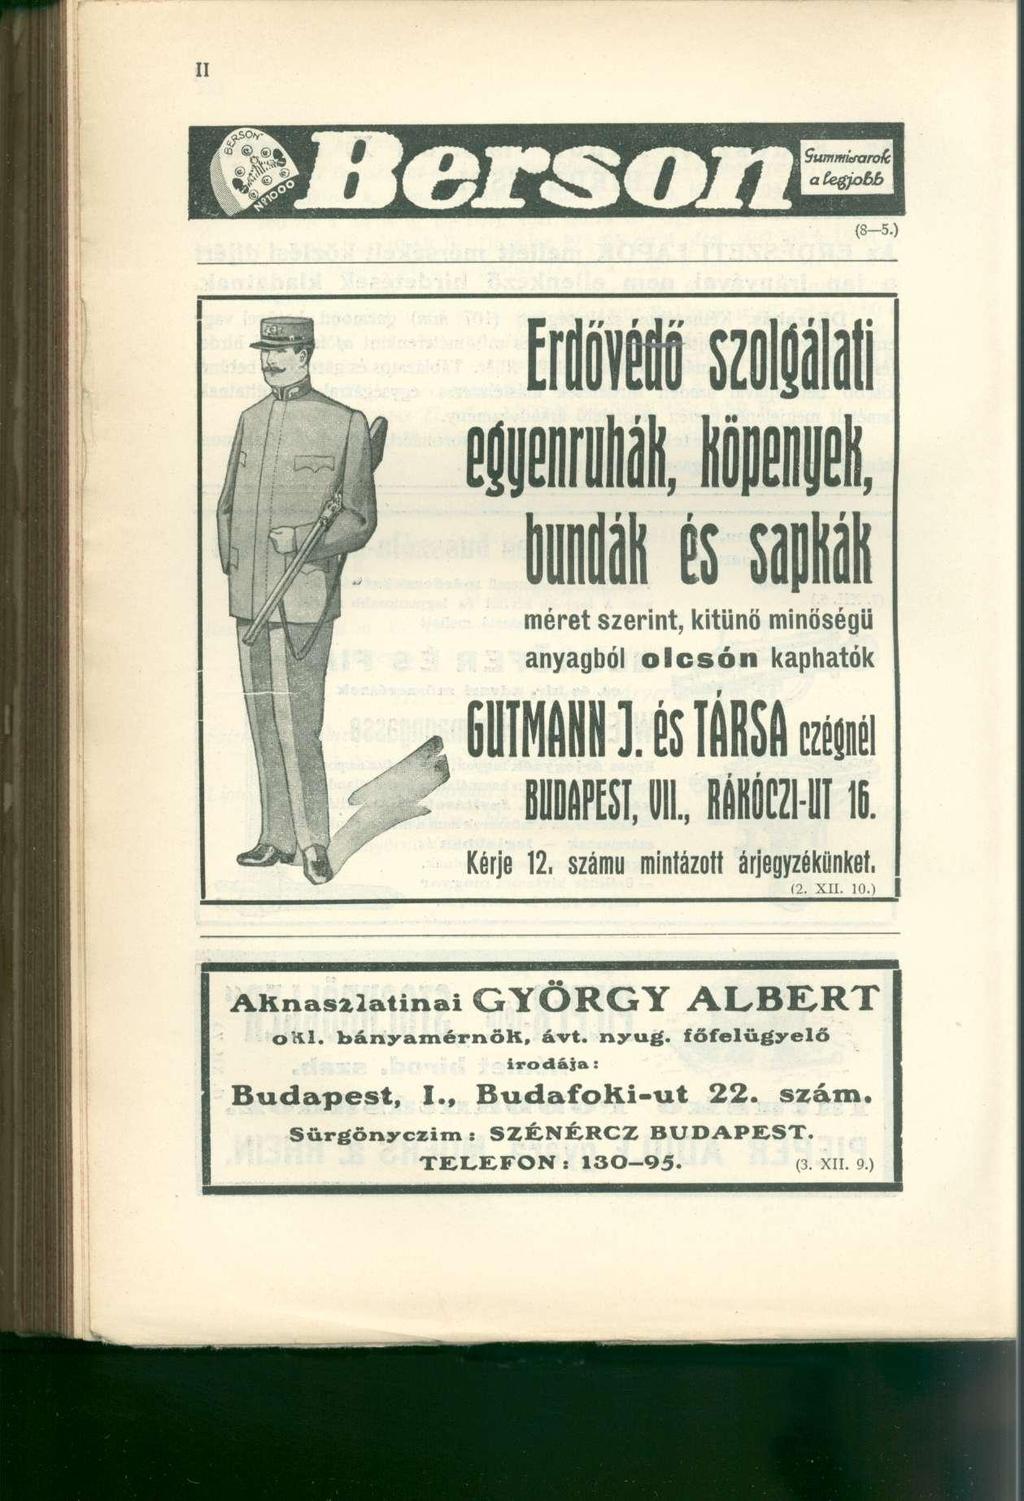 II
BERSON
Nº1000
Berson
Gummisarok
a legjobb
(8—5.)
Erdővédő szolgálati
egyenruhák, köpenyek,
bundák és sapkák
méret szerint, kitünő minőségü
anyagból olcsón kaphatók
GUTMANN J. és TÁRSA czégnél
BUDAPEST, VII., RÁKÓCZI-UT 16.
Kérje 12. számu mintázott árjegyzékünket.
(2. XII. 10.)
Aknaszlatinai GYÖRGY ALBERT
okl. bányamérnök, ávt. nyug. főfelügyelő
irodája:
Budapest, I., Budafoki-ut 22. szám.
Sürgönyczim: SZÉNÉRCZ BUDAPEST.
TELEFON: 130—95.
(3. XII. 9.)